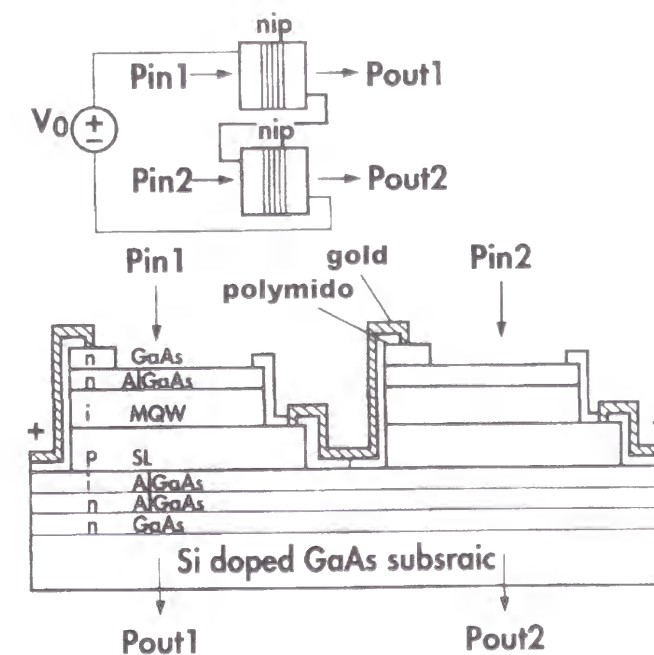 nip
Pin1
Pout1
V0
+
−
nip
Pin2
Pout2
Pin1
gold
Pin2
polymido
n GaAs
n AlGaAs
i MQW
+
p SL
i AlGaAs
n AlGaAs
n GaAs
Si doped GaAs subsraic
Pout1
Pout2